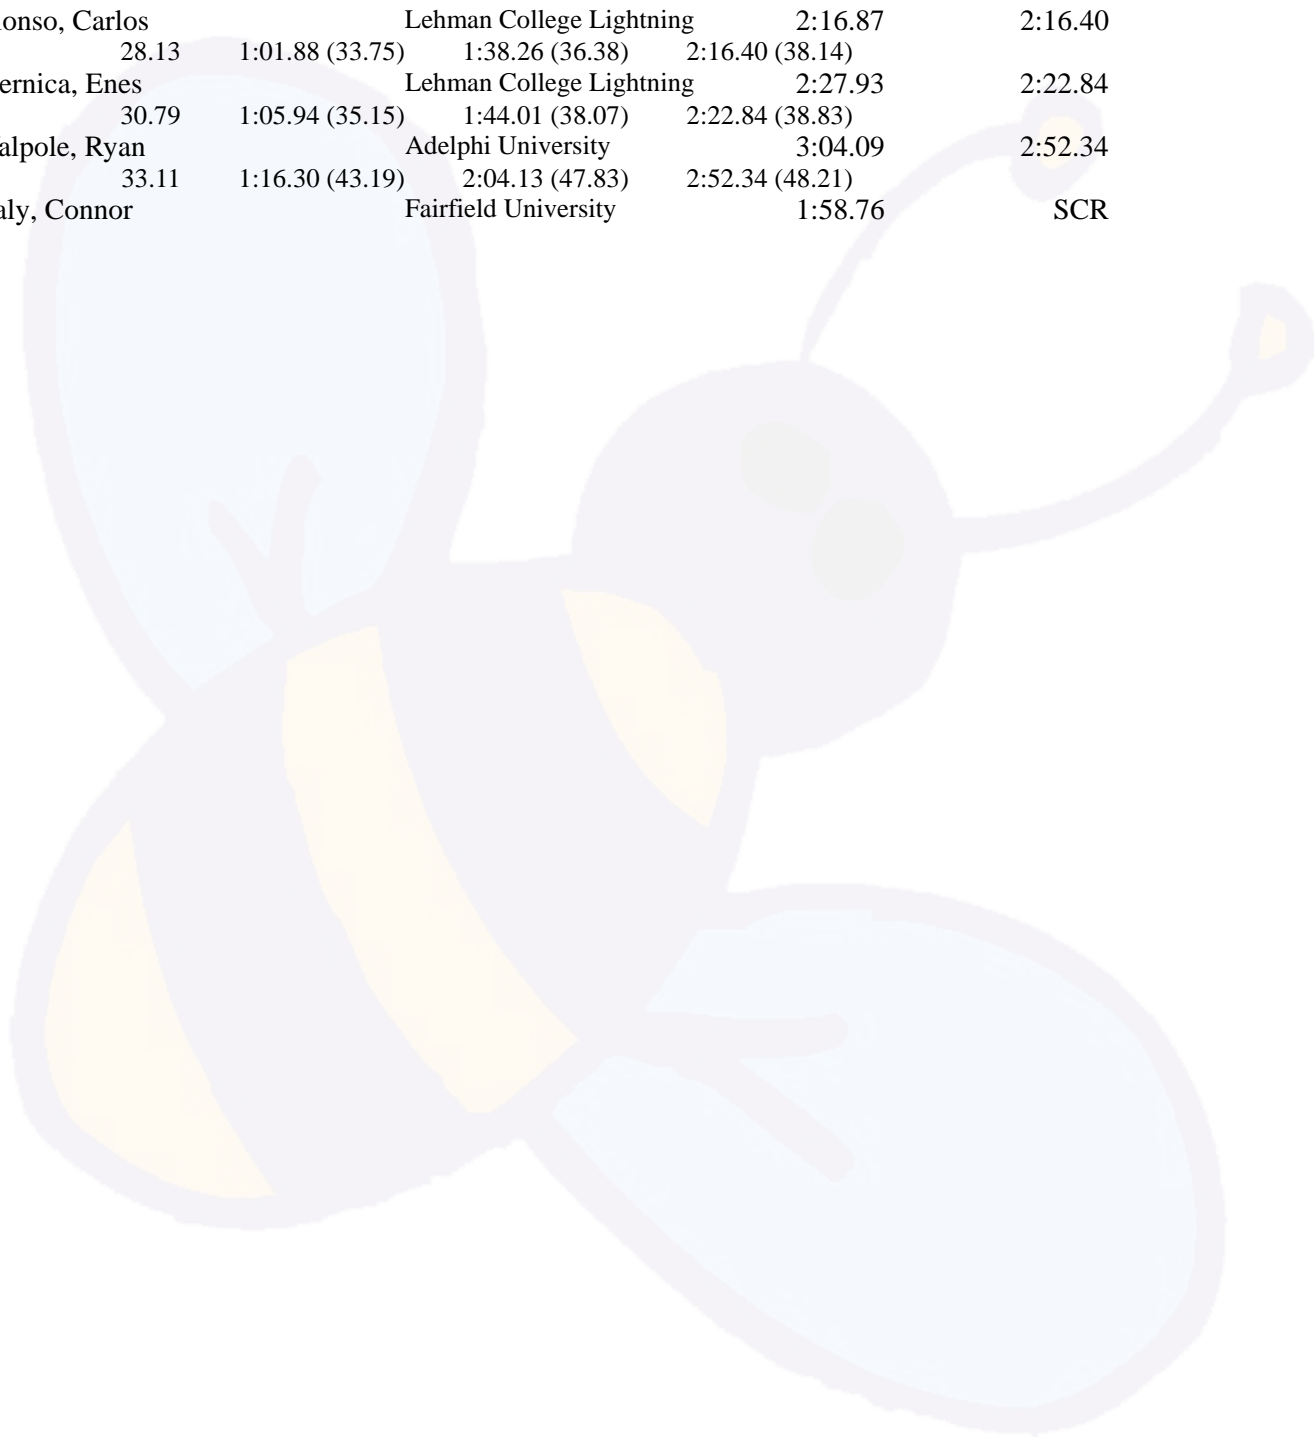 lonso, Carlos Lehman College Lightning 2:16.87 2:16.40
28.13 1:01.88 (33.75) 1:38.26 (36.38) 2:16.40 (38.14)
ernica, Enes Lehman College Lightning 2:27.93 2:22.84
30.79 1:05.94 (35.15) 1:44.01 (38.07) 2:22.84 (38.83)
alpole, Ryan Adelphi University 3:04.09 2:52.34
33.11 1:16.30 (43.19) 2:04.13 (47.83) 2:52.34 (48.21)
aly, Connor Fairfield University 1:58.76 SCR